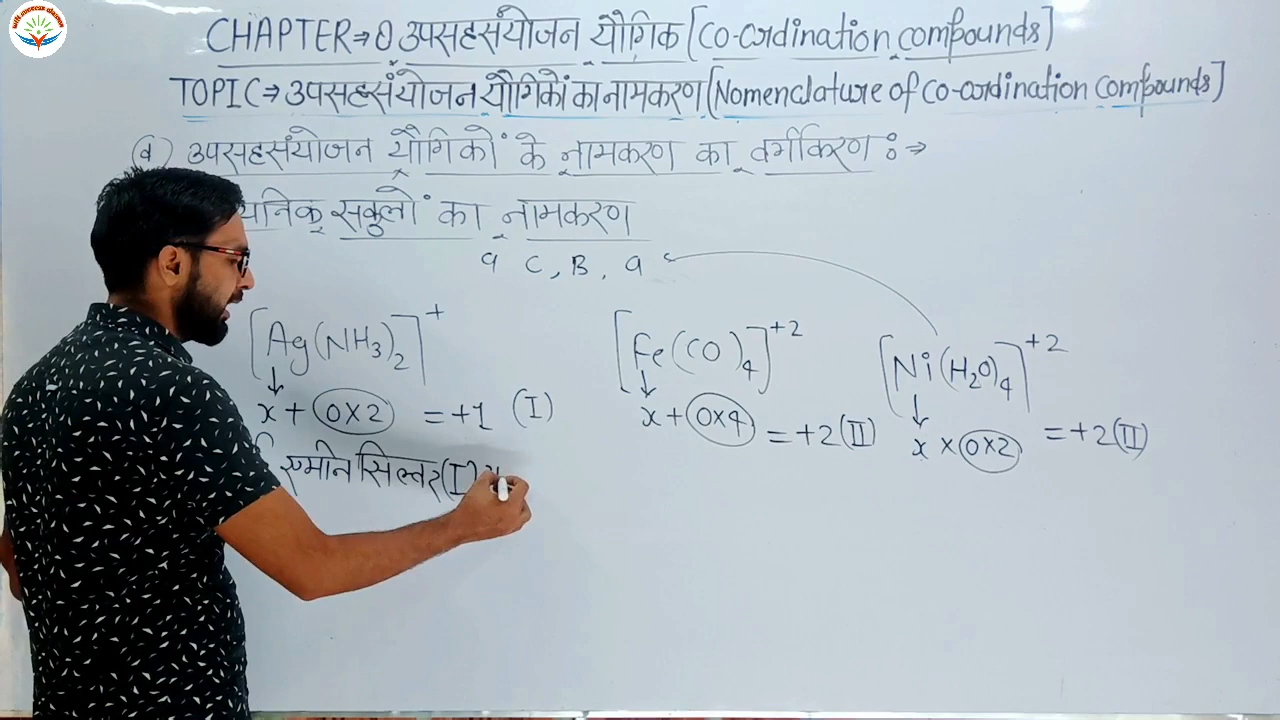 CHAPTER⇒① उपसहसंयोजन यौगिक [Co-ordination compounds]
TOPIC⇒उपसहसंयोजन यौगिकों का नामकरण [Nomenclature of Co-ordination Compounds]
(a) उपसहसंयोजन यौगिकों के नामकरण का वर्गीकरण :⇒
यनिक सकुलों का नामकरण
a C, B, a
[Ag(NH₃)₂]⁺ [Fe(CO)₄]⁺² [Ni(H₂O)₄]⁺²
x + 0×2 = +1 (I) x + 0×4 = +2 (II) x × 0×2 = +2 (II)
एमीन सिल्वर(I)